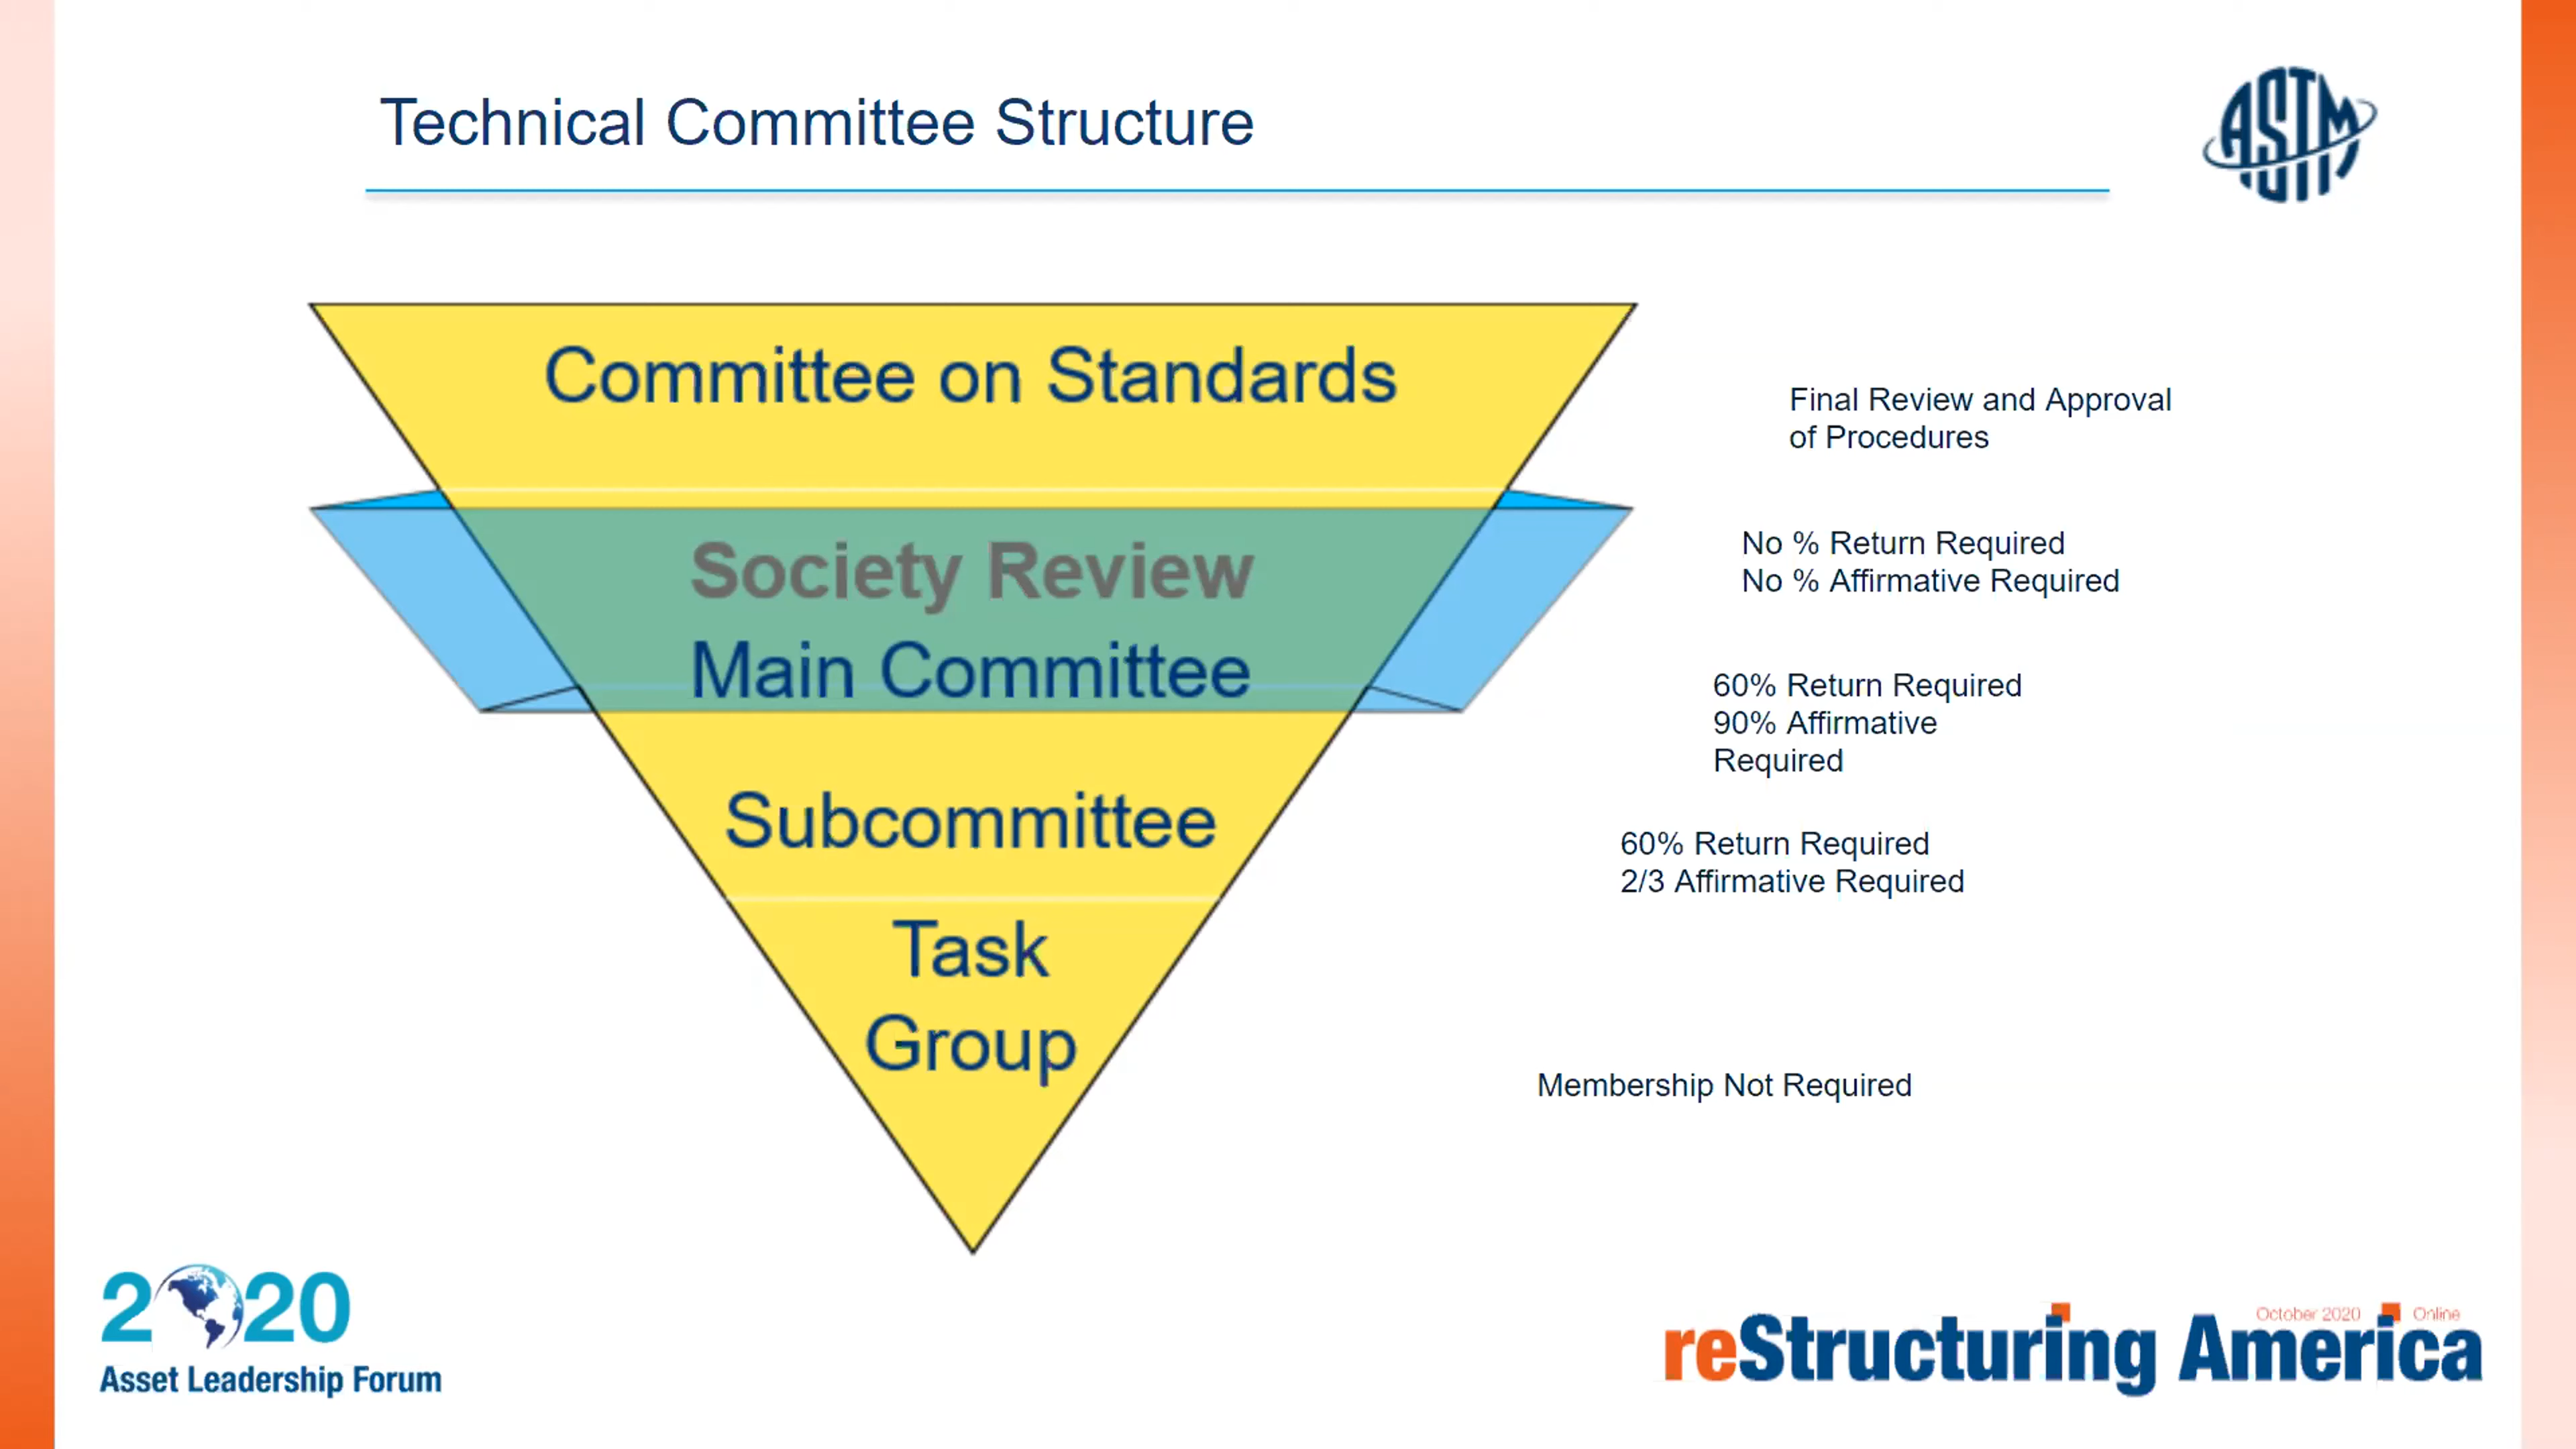 Technical Committee Structure
ASTM
Committee on Standards
Final Review and Approval
of Procedures
Society Review
No % Return Required
No % Affirmative Required
Main Committee
60% Return Required
90% Affirmative
Required
Subcommittee
60% Return Required
2/3 Affirmative Required
Task
Group
Membership Not Required
2020
Asset Leadership Forum
October 2020 Online
reStructuring America